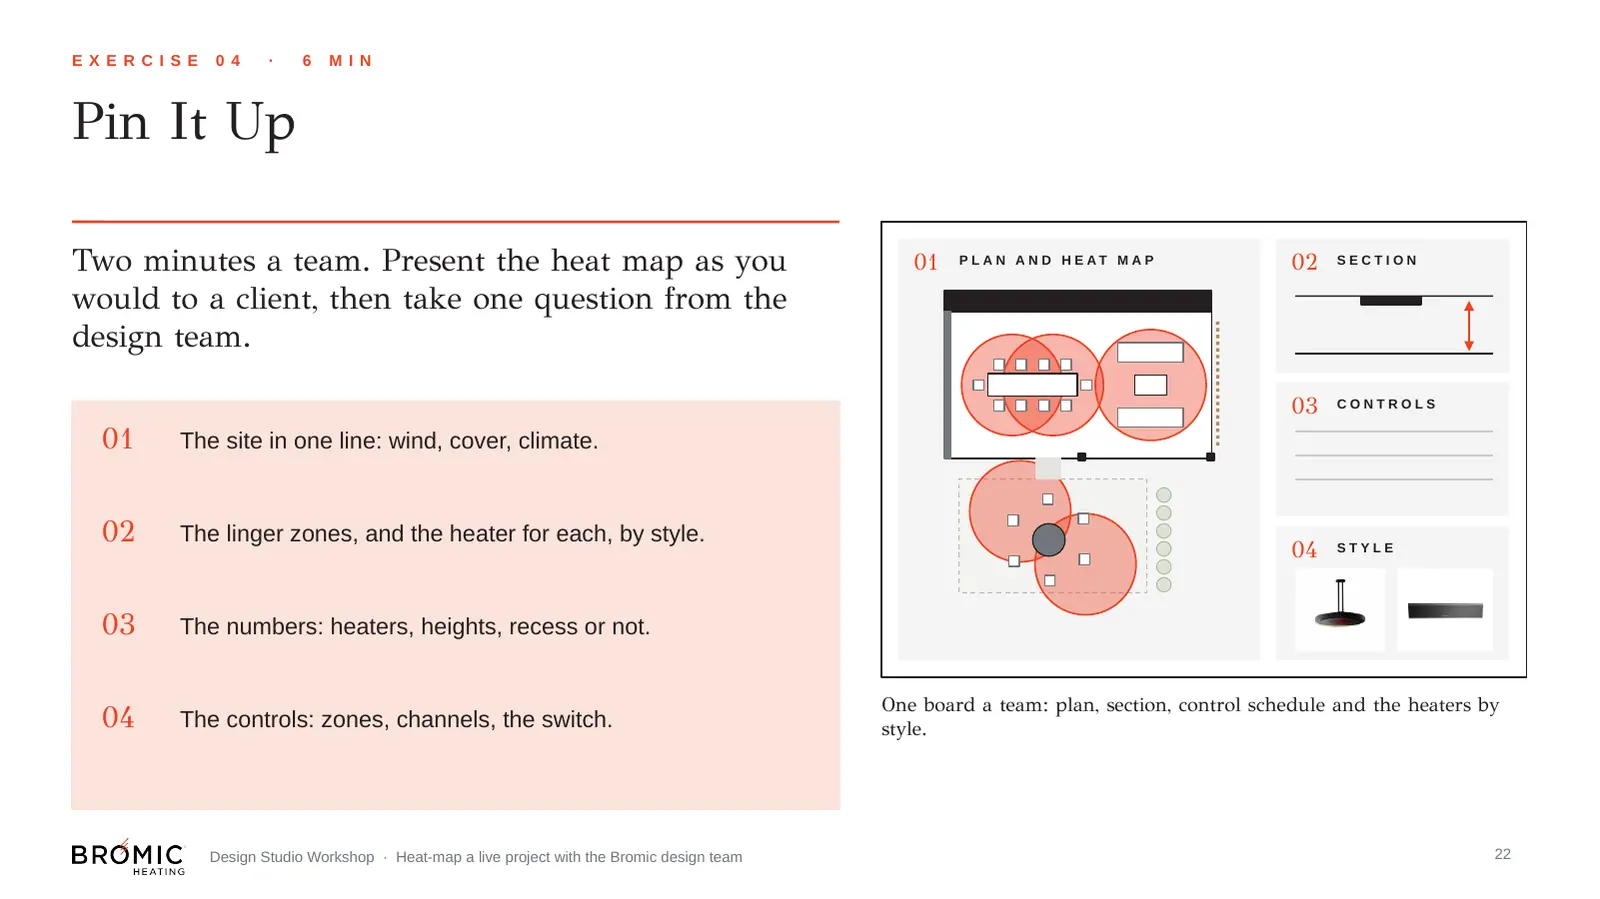 EXERCISE 04 · 6 MIN
Pin It Up
Two minutes a team. Present the heat map as you
would to a client, then take one question from the
design team.
01 The site in one line: wind, cover, climate.
02 The linger zones, and the heater for each, by style.
03 The numbers: heaters, heights, recess or not.
04 The controls: zones, channels, the switch.
01 PLAN AND HEAT MAP
02 SECTION
03 CONTROLS
04 STYLE
One board a team: plan, section, control schedule and the heaters by
style.
BROMIC
HEATING
Design Studio Workshop · Heat-map a live project with the Bromic design team
22